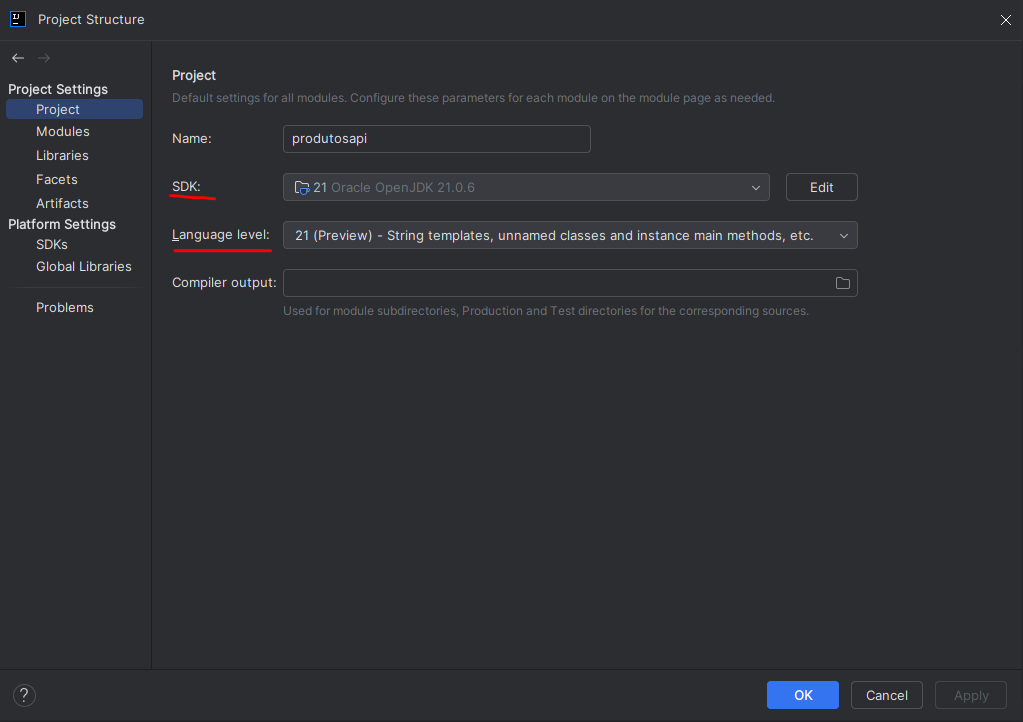 Project Structure
Project Settings
Project
Modules
Libraries
Facets
Artifacts
Platform Settings
SDKs
Global Libraries
Problems
Project
Default settings for all modules. Configure these parameters for each module on the module page as needed.
Name: produtosapi
SDK: 21 Oracle OpenJDK 21.0.6 Edit
Language level: 21 (Preview) - String templates, unnamed classes and instance main methods, etc.
Compiler output:
Used for module subdirectories, Production and Test directories for the corresponding sources.
? OK Cancel Apply